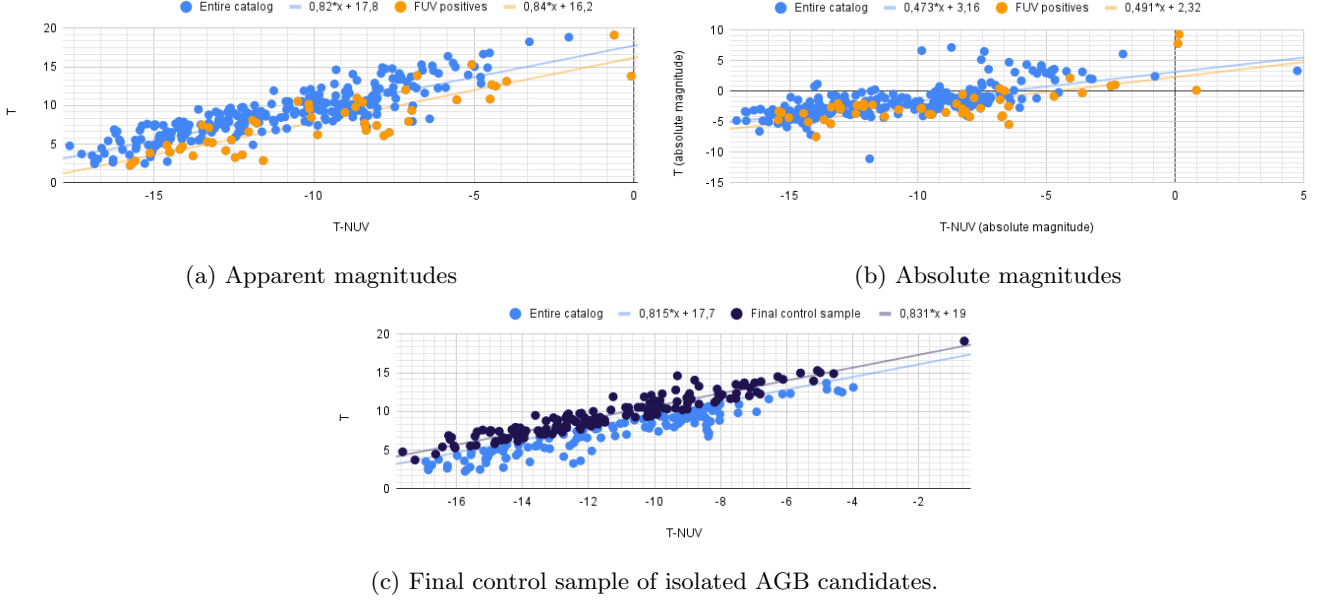 Entire catalog 0,82*x + 17,8 FUV positives 0,84*x + 16,2
20
15
10
5
0
T
-15 -10 -5 0
T-NUV
(a) Apparent magnitudes
Entire catalog 0,473*x + 3,16 FUV positives 0,491*x + 2,32
10
5
0
-5
-10
-15
T (absolute magnitude)
-15 -10 -5 0 5
T-NUV (absolute magnitude)
(b) Absolute magnitudes
Entire catalog 0,815*x + 17,7 Final control sample 0,831*x + 19
20
15
10
5
0
T
-16 -14 -12 -10 -8 -6 -4 -2
T-NUV
(c) Final control sample of isolated AGB candidates.